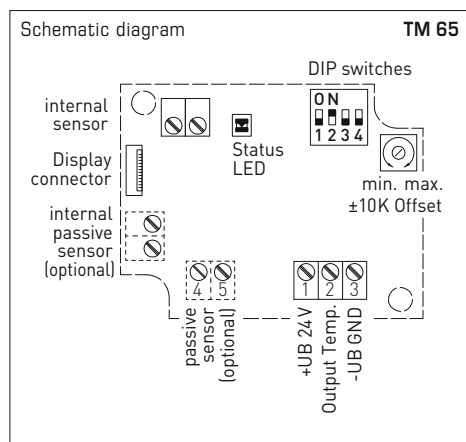 Schematic diagram
TM 65
DIP switches
internal
sensor
ON
1 2 3 4
Status
LED
Display
connector
min. max.
±10K Offset
internal
passive
sensor
(optional)
4 5
1 2 3
passive
sensor
(optional)
+UB 24 V
Output Temp.
-UB GND